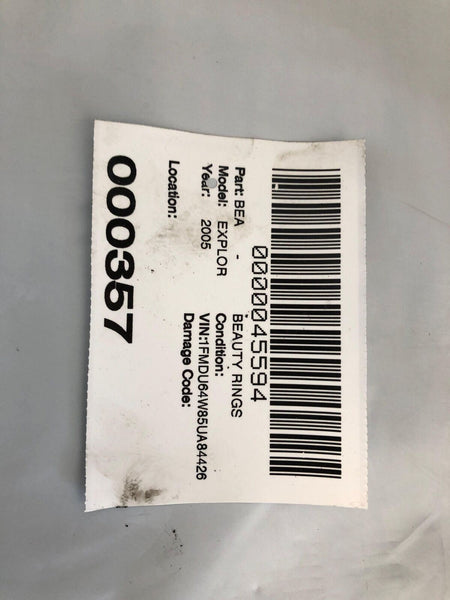 0000045594
Part: BEA - BEAUTY RINGS
Model: EXPLOR Condition:
Year: 2005 VIN:1FMDU64W85UA84426
Damage Code:
Location:
000357